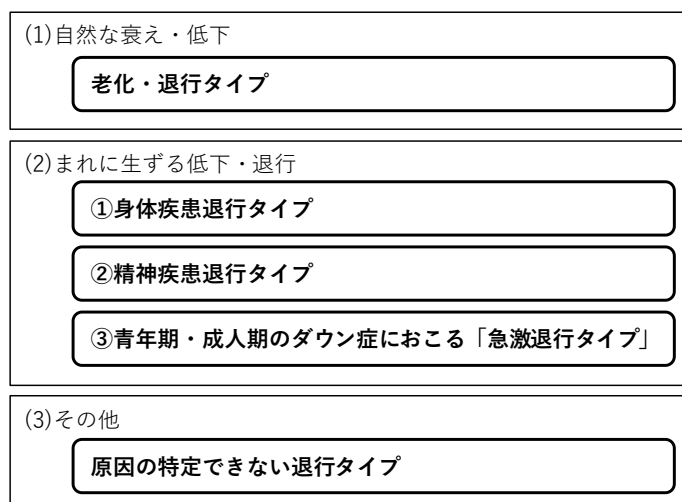 (1)自然な衰え・低下
老化・退行タイプ
(2)まれに生ずる低下・退行
①身体疾患退行タイプ
②精神疾患退行タイプ
③青年期・成人期のダウン症におこる「急激退行タイプ」
(3)その他
原因の特定できない退行タイプ